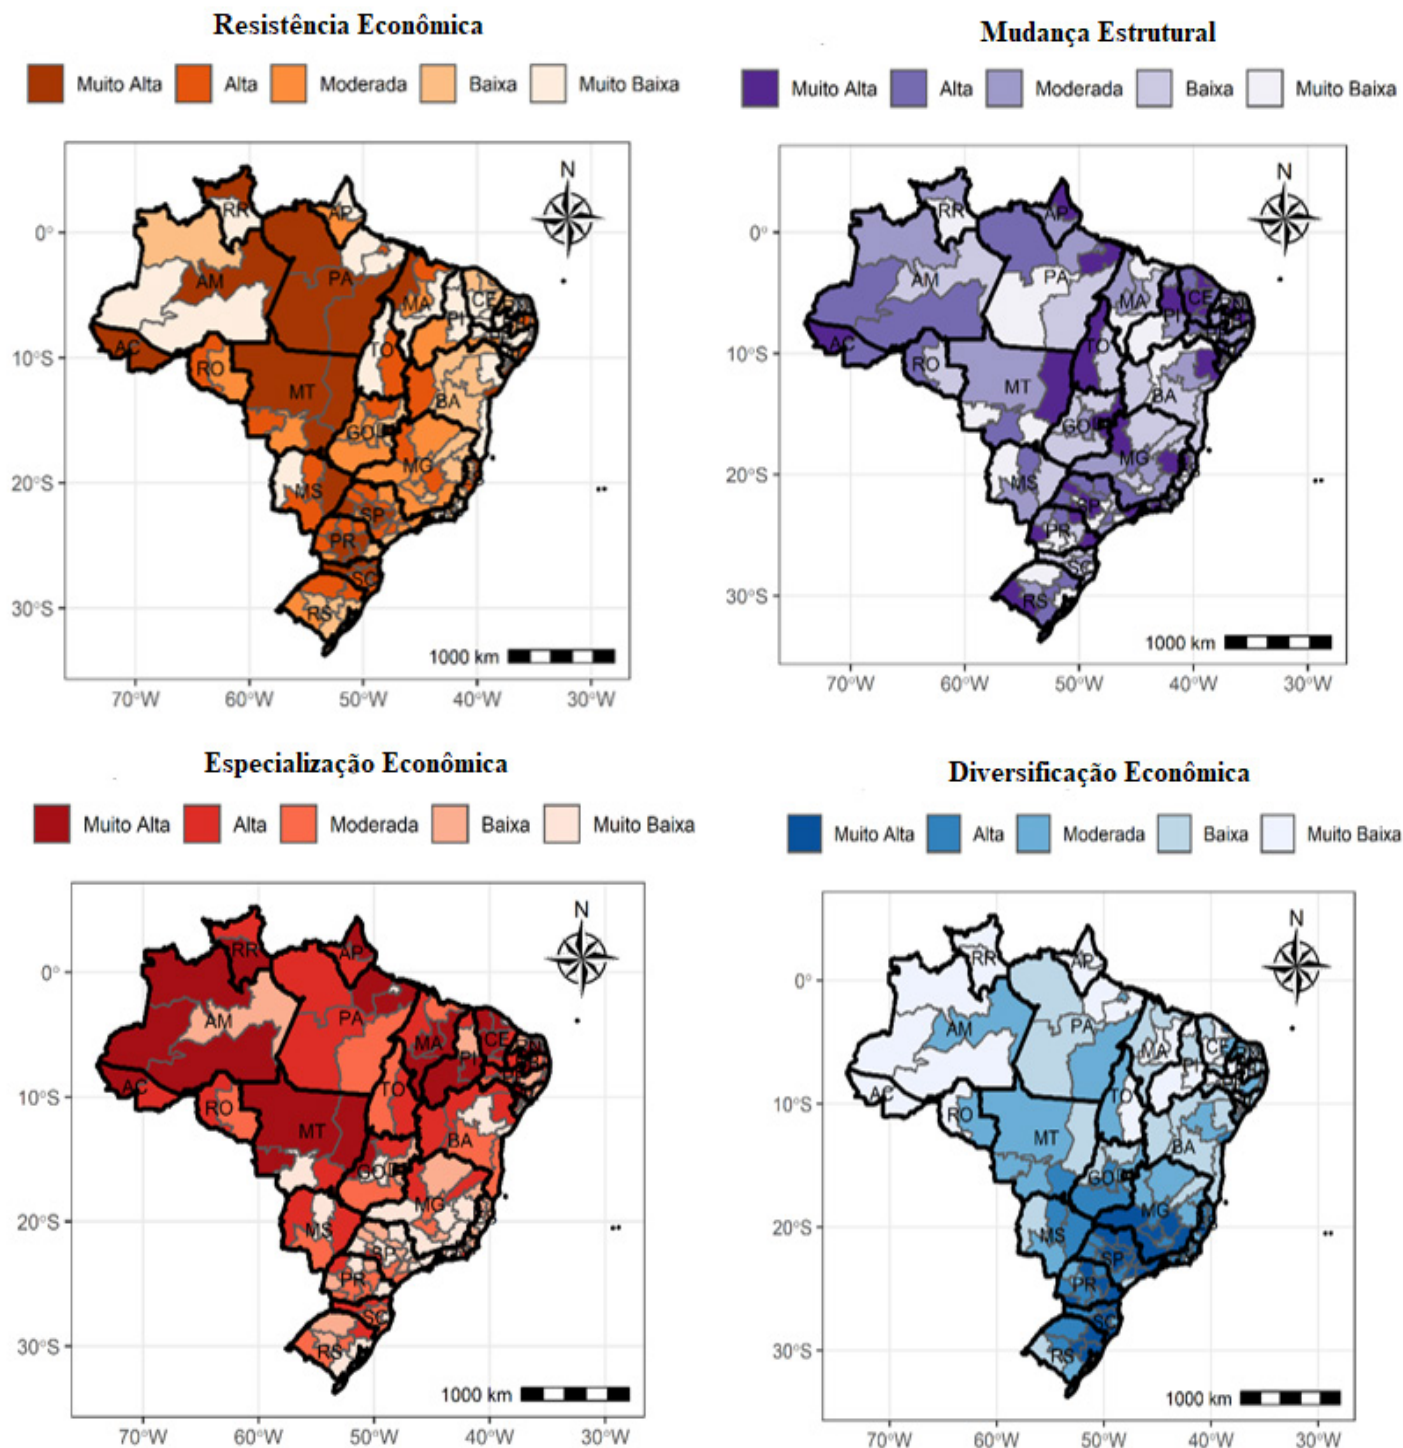 Resistência Econômica
Muito Alta Alta Moderada Baixa Muito Baixa
N
RR
AP
0°
AM
PA
MA
CE
PI
AC
TO
10°S
RO
MT
BA
GO
MG
20°S
MS
SP
PR
SC
30°S
RS
1000 km
70°W 60°W 50°W 40°W 30°W
Mudança Estrutural
Muito Alta Alta Moderada Baixa Muito Baixa
N
RR
AP
0°
AM
PA
MA
CE
PI
AC
TO
10°S
RO
MT
BA
GO
MG
20°S
MS
SP
PR
SC
30°S
RS
1000 km
70°W 60°W 50°W 40°W 30°W
Especialização Econômica
Muito Alta Alta Moderada Baixa Muito Baixa
N
RR
AP
0°
AM
PA
MA
CE
PI
AC
TO
10°S
RO
MT
BA
GO
MG
20°S
MS
SP
PR
SC
30°S
RS
1000 km
70°W 60°W 50°W 40°W 30°W
Diversificação Econômica
Muito Alta Alta Moderada Baixa Muito Baixa
N
RR
AP
0°
AM
PA
MA
CE
PI
AC
TO
10°S
RO
MT
BA
GO
MG
20°S
MS
SP
PR
SC
30°S
RS
1000 km
70°W 60°W 50°W 40°W 30°W